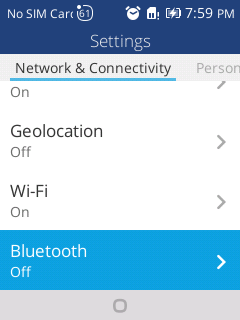 No SIM Card 61 7:59 PM
Settings
Network & Connectivity Person
On
Geolocation
Off
Wi-Fi
On
Bluetooth
Off